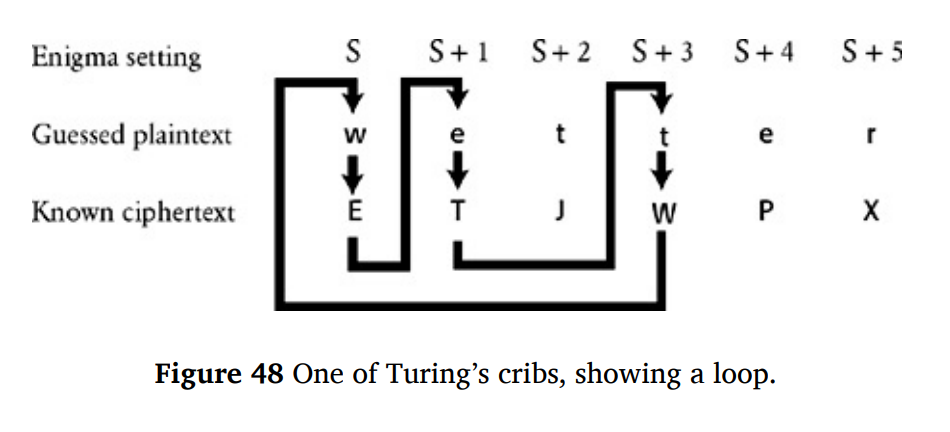 Enigma setting S S + 1 S + 2 S + 3 S + 4 S + 5
Guessed plaintext w e t t e r
Known ciphertext E T J W P X
Figure 48 One of Turing’s cribs, showing a loop.